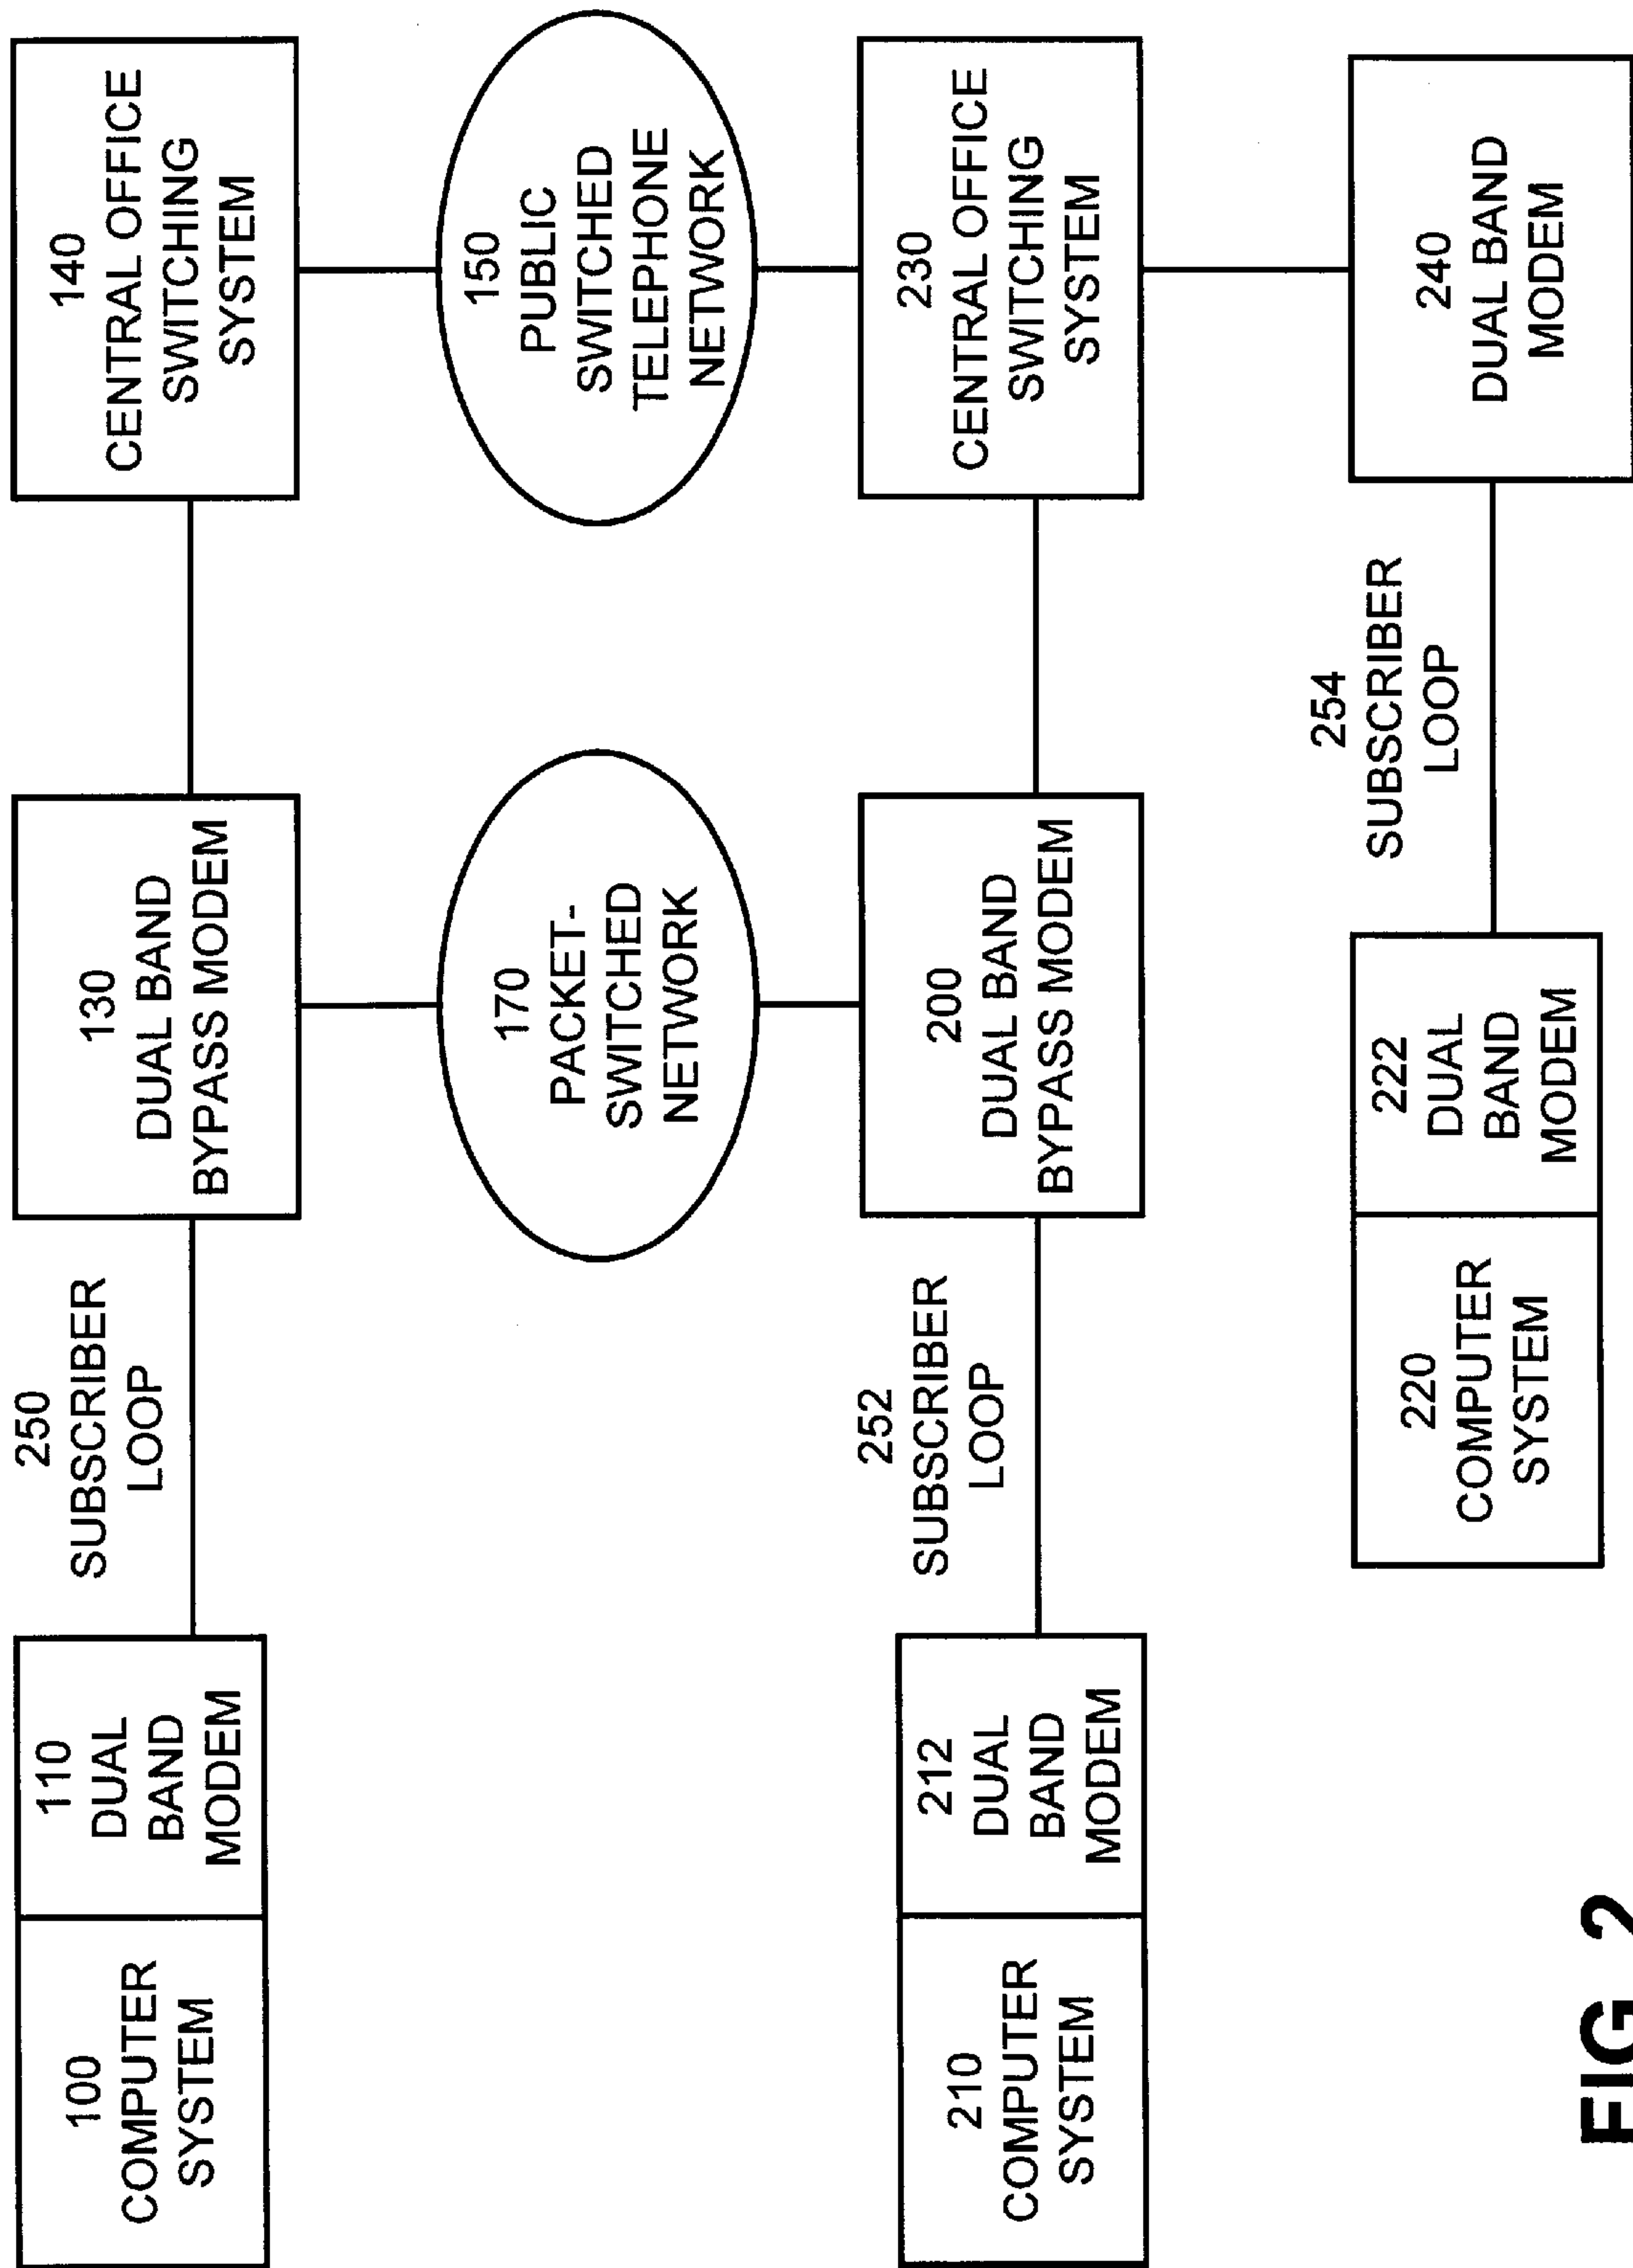 100
COMPUTER
SYSTEM
110
DUAL
BAND
MODEM
250
SUBSCRIBER
LOOP
130
DUAL BAND
BYPASS MODEM
140
CENTRAL OFFICE
SWITCHING
SYSTEM
170
PACKET-
SWITCHED
NETWORK
150
PUBLIC
SWITCHED
TELEPHONE
NETWORK
210
COMPUTER
SYSTEM
212
DUAL
BAND
MODEM
252
SUBSCRIBER
LOOP
200
DUAL BAND
BYPASS MODEM
230
CENTRAL OFFICE
SWITCHING
SYSTEM
220
COMPUTER
SYSTEM
222
DUAL
BAND
MODEM
254
SUBSCRIBER
LOOP
240
DUAL BAND
MODEM
FIG 2